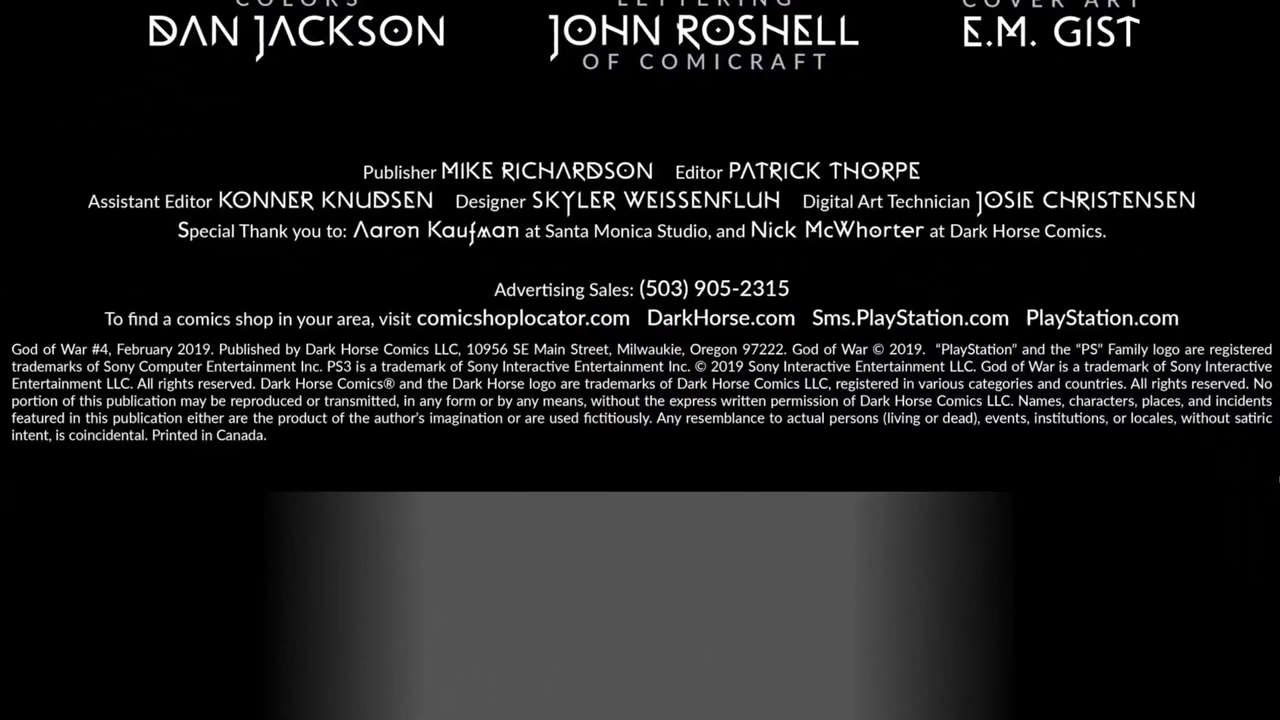 COLORS LETTERING COVER ART
DAN JACKSON JOHN ROSHELL E.M. GIST
OF COMICRAFT
Publisher MIKE RICHARDSON Editor PATRICK THORPE
Assistant Editor KONNER KNUDSEN Designer SKYLER WEISSENFLUH Digital Art Technician JOSIE CHRISTENSEN
Special Thank you to: Aaron Kaufman at Santa Monica Studio, and Nick McWhorter at Dark Horse Comics.
Advertising Sales: (503) 905-2315
To find a comics shop in your area, visit comicshoplocator.com DarkHorse.com Sms.PlayStation.com PlayStation.com
God of War #4, February 2019. Published by Dark Horse Comics LLC, 10956 SE Main Street, Milwaukie, Oregon 97222. God of War © 2019. “PlayStation” and the “PS” Family logo are registered
trademarks of Sony Computer Entertainment Inc. PS3 is a trademark of Sony Interactive Entertainment Inc. © 2019 Sony Interactive Entertainment LLC. God of War is a trademark of Sony Interactive
Entertainment LLC. All rights reserved. Dark Horse Comics® and the Dark Horse logo are trademarks of Dark Horse Comics LLC, registered in various categories and countries. All rights reserved. No
portion of this publication may be reproduced or transmitted, in any form or by any means, without the express written permission of Dark Horse Comics LLC. Names, characters, places, and incidents
featured in this publication either are the product of the author’s imagination or are used fictitiously. Any resemblance to actual persons (living or dead), events, institutions, or locales, without satiric
intent, is coincidental. Printed in Canada.